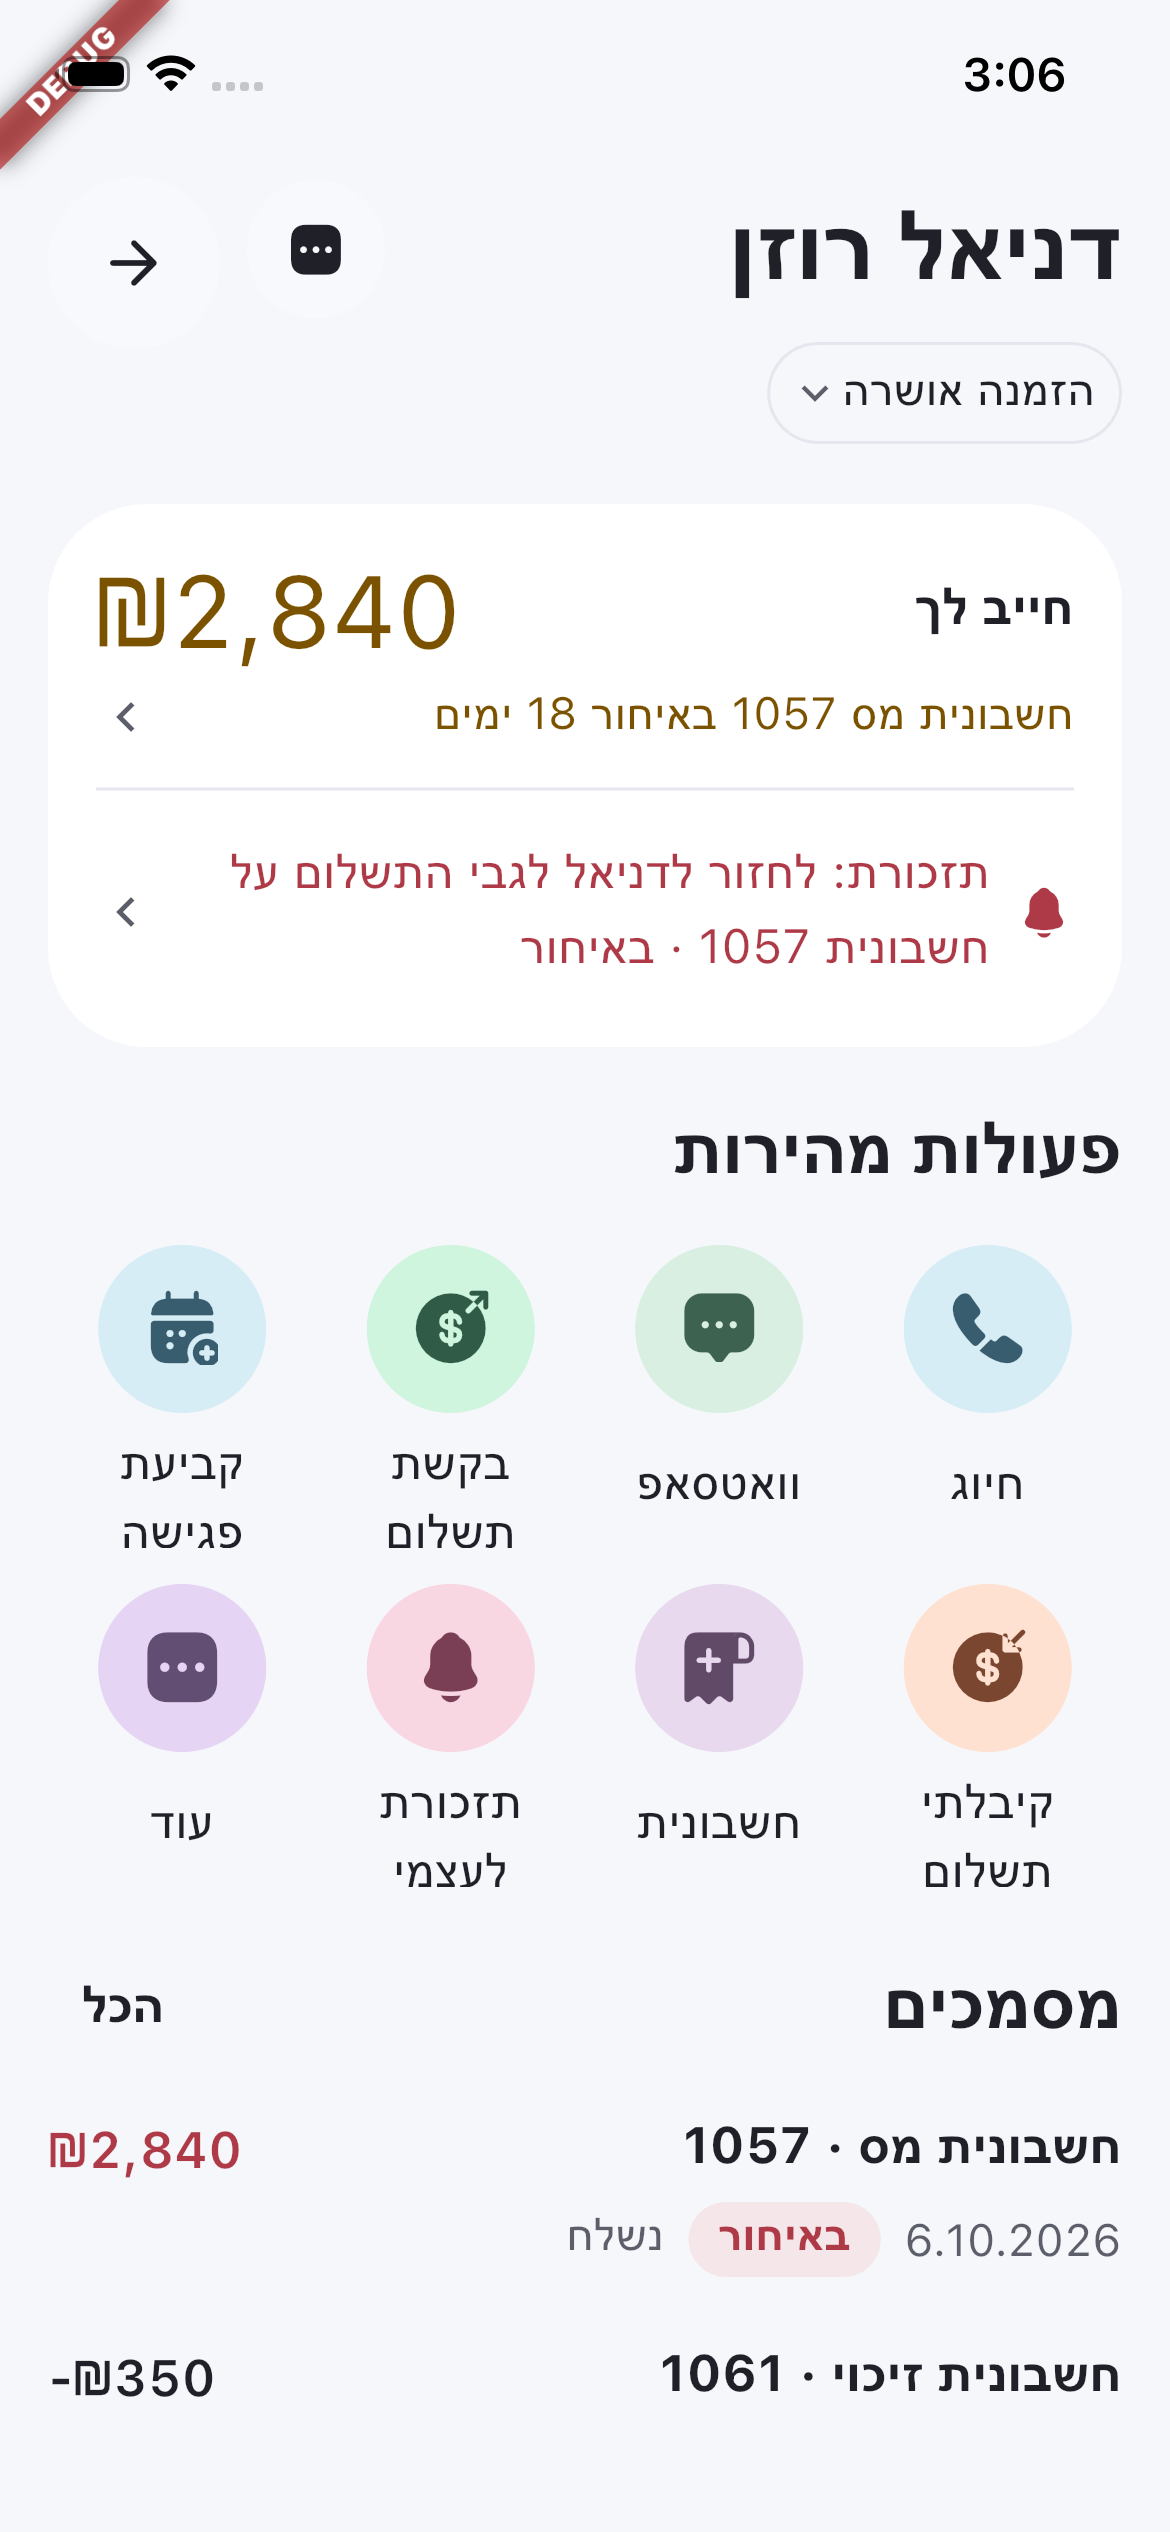 3:06
DEBUG
דניאל רוזן
הזמנה אושרה
חייב לך
₪2,840
חשבונית מס 1057 באיחור 18 ימים
תזכורת: לחזור לדניאל לגבי התשלום על
חשבונית 1057 · באיחור
פעולות מהירות
חיוג
וואטסאפ
בקשת
תשלום
קביעת
פגישה
קיבלתי
תשלום
חשבונית
תזכורת
לעצמי
עוד
מסמכים
הכל
חשבונית מס · 1057
₪2,840
6.10.2026 באיחור נשלח
חשבונית זיכוי · 1061
-₪350